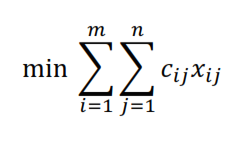 min ∑_{i=1}^{m} ∑_{j=1}^{n} c_{ij} x_{ij}